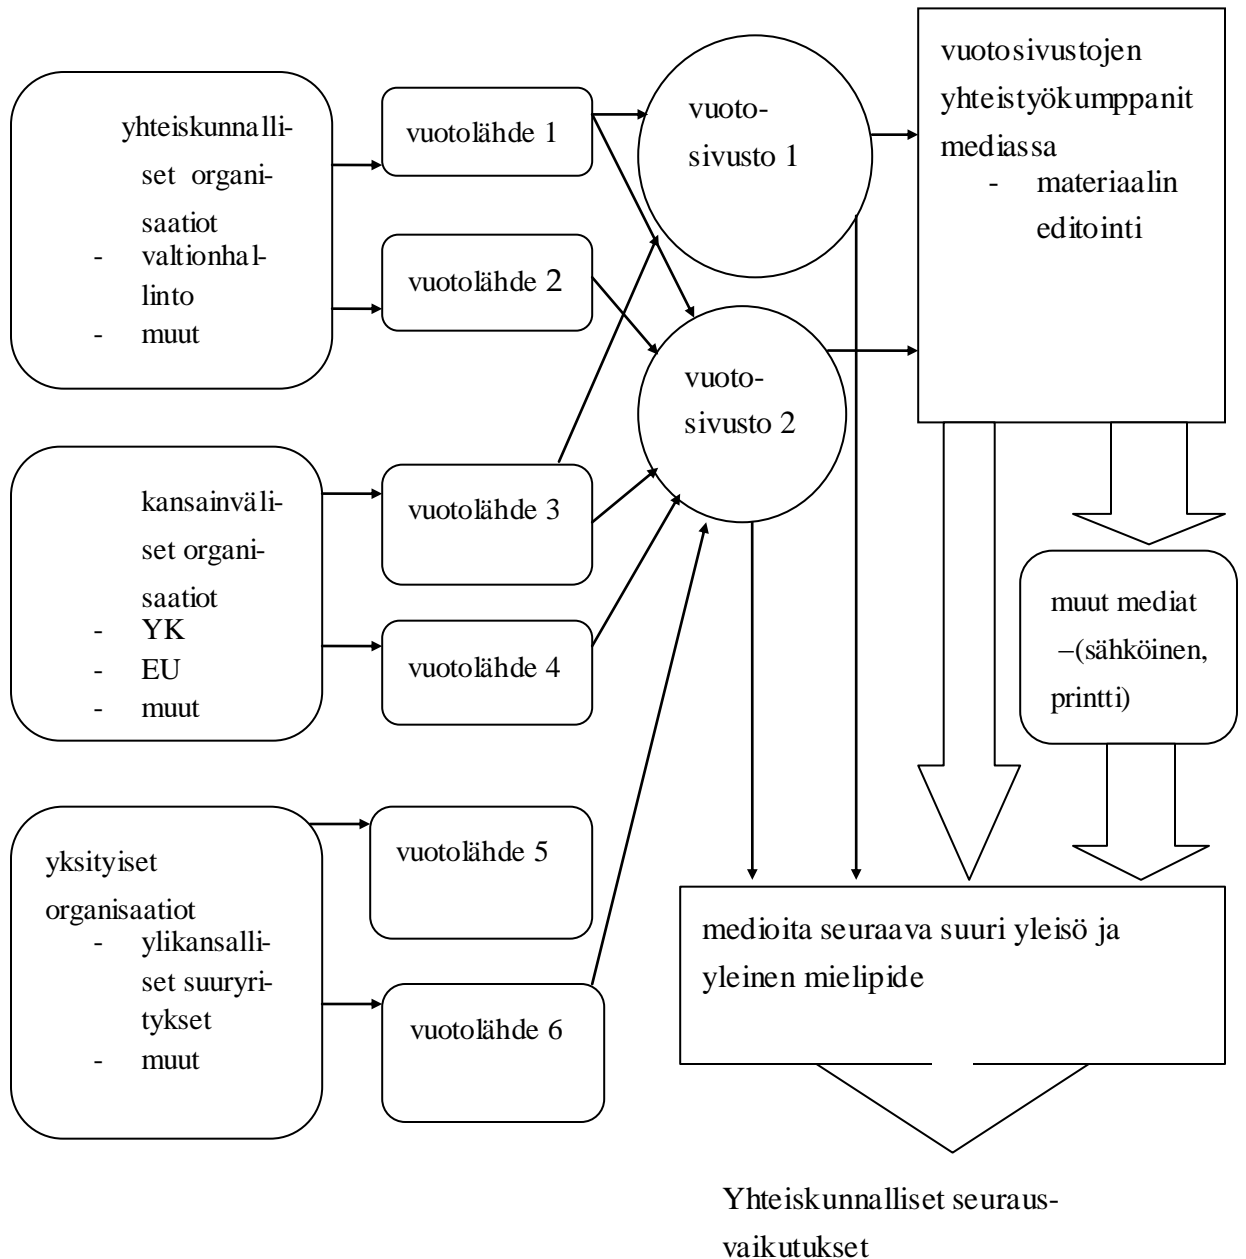 yhteiskunnalli-
set organi-
saatiot
- valtionhal-
linto
- muut
kansainväli-
set organi-
saatiot
- YK
- EU
- muut
yksityiset
organisaatiot
- ylikansalli-
set suuryri-
tykset
- muut
vuotolähde 1
vuotolähde 2
vuotolähde 3
vuotolähde 4
vuotolähde 5
vuotolähde 6
vuoto-
sivusto 1
vuoto-
sivusto 2
vuotosivustojen
yhteistyökumppanit
mediassa
- materiaalin
editointi
muut mediat
–(sähköinen,
printti)
medioita seuraava suuri yleisö ja
yleinen mielipide
Yhteiskunnalliset seuraus-
vaikutukset